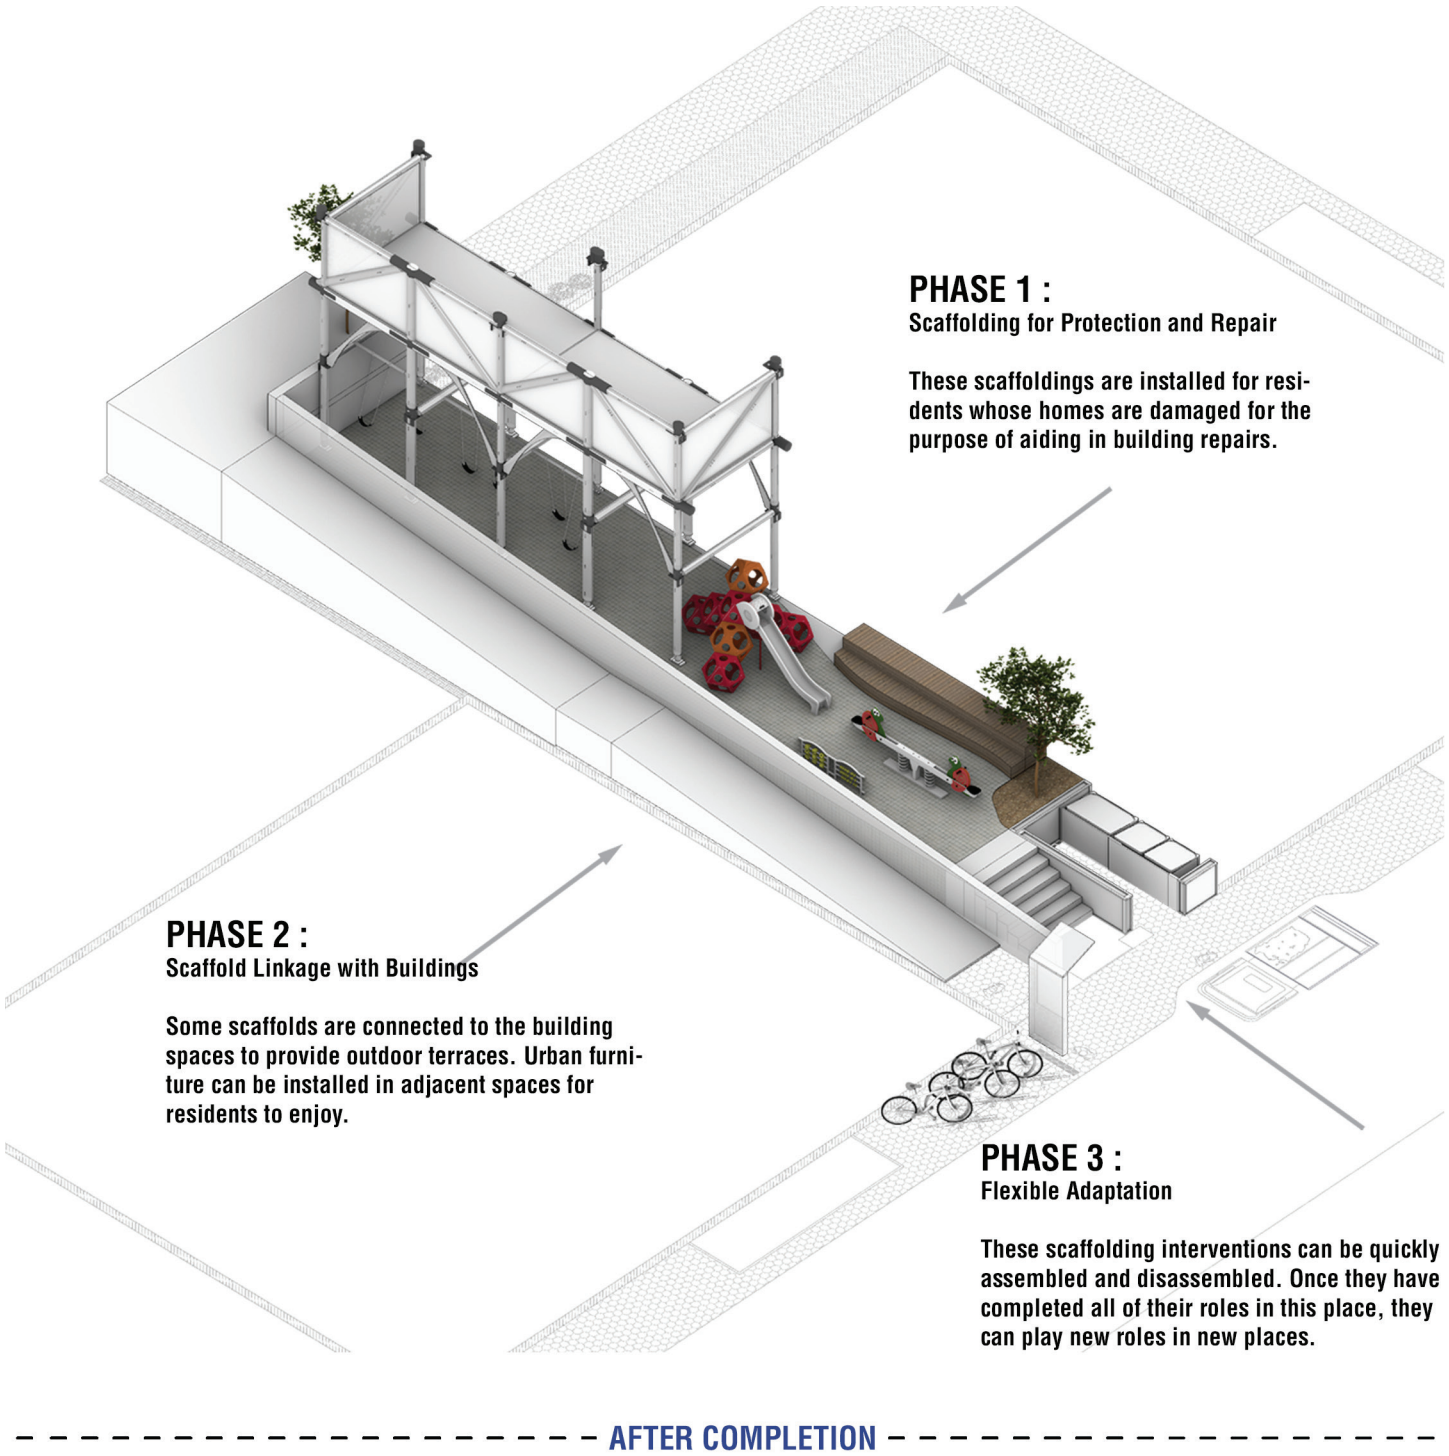 PHASE 1 :
Scaffolding for Protection and Repair
These scaffoldings are installed for resi-
dents whose homes are damaged for the
purpose of aiding in building repairs.
PHASE 2 :
Scaffold Linkage with Buildings
Some scaffolds are connected to the building
spaces to provide outdoor terraces. Urban furni-
ture can be installed in adjacent spaces for
residents to enjoy.
PHASE 3 :
Flexible Adaptation
These scaffolding interventions can be quickly
assembled and disassembled. Once they have
completed all of their roles in this place, they
can play new roles in new places.
AFTER COMPLETION